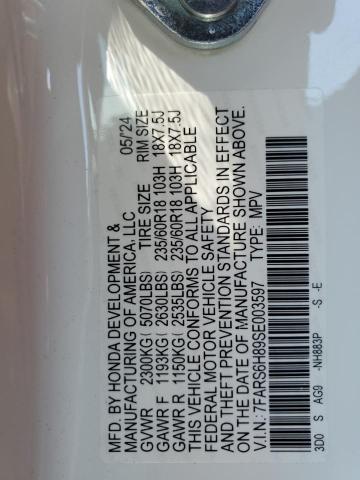 MFD. BY HONDA DEVELOPMENT &
MANUFACTURING OF AMERICA, LLC 05/'24
GVWR 2300KG ( 5070LBS) TIRE SIZE RIM SIZE
GAWR F 1193KG ( 2630LBS) 235/60R18 103H 18X7.5J
GAWR R 1150KG ( 2535LBS) 235/60R18 103H 18X7.5J
THIS VEHICLE CONFORMS TO ALL APPLICABLE
FEDERAL MOTOR VEHICLE SAFETY
AND THEFT PREVENTION STANDARDS IN EFFECT
ON THE DATE OF MANUFACTURE SHOWN ABOVE.
V.I.N.: 7FARS6H89SE003597 TYPE: MPV
3D0 S AG9 -NH883P -S -E